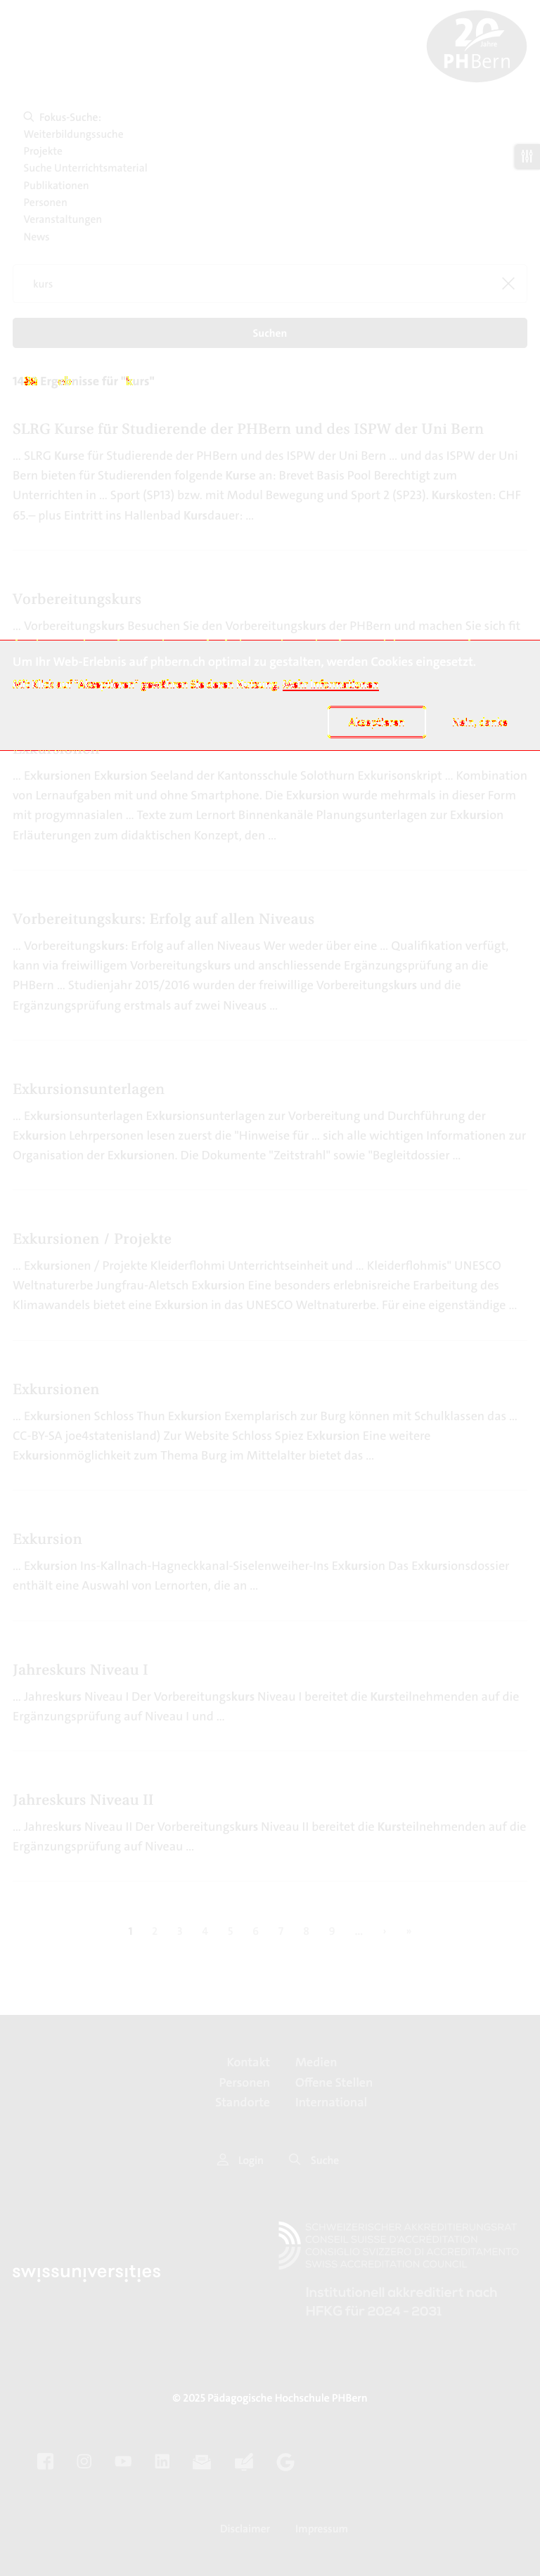 20
Jahre
PHBern
Fokus-Suche:
Weiterbildungssuche
Projekte
Suche Unterrichtsmaterial
Publikationen
Personen
Veranstaltungen
News
kurs
Suchen
Ergebnisse für "kurs"
SLRG Kurse für Studierende der PHBern und des ISPW der Uni Bern
... SLRG Kurse für Studierende der PHBern und des ISPW der Uni Bern ... und das ISPW der Uni
Bern bieten für Studierenden folgende Kurse an: Brevet Basis Pool Berechtigt zum
Unterrichten in ... Sport (SP13) bzw. mit Modul Bewegung und Sport 2 (SP23). Kurskosten: CHF
65.– plus Eintritt ins Hallenbad Kursdauer: ...
Vorbereitungskurs
... Vorbereitungskurs Besuchen Sie den Vorbereitungskurs der PHBern und machen Sie sich fit
Um Ihr Web-Erlebnis auf phbern.ch optimal zu gestalten, werden Cookies eingesetzt.
Mit Klick auf "Akzeptieren" gewähren Sie deren Nutzung. Mehr Informationen
Akzeptieren
Nein, danke
... Exkursionen Exkursion Seeland der Kantonsschule Solothurn Exkurisonskript ... Kombination
von Lernaufgaben mit und ohne Smartphone. Die Exkursion wurde mehrmals in dieser Form
mit progymnasialen ... Texte zum Lernort Binnenkanäle Planungsunterlagen zur Exkursion
Erläuterungen zum didaktischen Konzept, den ...
Vorbereitungskurs: Erfolg auf allen Niveaus
... Vorbereitungskurs: Erfolg auf allen Niveaus Wer weder über eine ... Qualifikation verfügt,
kann via freiwilligem Vorbereitungskurs und anschliessende Ergänzungsprüfung an die
PHBern ... Studienjahr 2015/2016 wurden der freiwillige Vorbereitungskurs und die
Ergänzungsprüfung erstmals auf zwei Niveaus ...
Exkursionsunterlagen
... Exkursionsunterlagen Exkursionsunterlagen zur Vorbereitung und Durchführung der
Exkursion Lehrpersonen lesen zuerst die "Hinweise für ... sich alle wichtigen Informationen zur
Organisation der Exkursionen. Die Dokumente "Zeitstrahl" sowie "Begleitdossier ...
Exkursionen / Projekte
... Exkursionen / Projekte Kleiderflohmi Unterrichtseinheit und ... Kleiderflohmis" UNESCO
Weltnaturerbe Jungfrau-Aletsch Exkursion Eine besonders erlebnisreiche Erarbeitung des
Klimawandels bietet eine Exkursion in das UNESCO Weltnaturerbe. Für eine eigenständige ...
Exkursionen
... Exkursionen Schloss Thun Exkursion Exemplarisch zur Burg können mit Schulklassen das ...
CC-BY-SA joe4statenisland) Zur Website Schloss Spiez Exkursion Eine weitere
Exkursionmöglichkeit zum Thema Burg im Mittelalter bietet das ...
Exkursion
... Exkursion Ins-Kallnach-Hagneckkanal-Siselenweiher-Ins Exkursion Das Exkursionsdossier
enthält eine Auswahl von Lernorten, die an ...
Jahreskurs Niveau I
... Jahreskurs Niveau I Der Vorbereitungskurs Niveau I bereitet die Kursteilnehmenden auf die
Ergänzungsprüfung auf Niveau I und ...
Jahreskurs Niveau II
... Jahreskurs Niveau II Der Vorbereitungskurs Niveau II bereitet die Kursteilnehmenden auf die
Ergänzungsprüfung auf Niveau ...
1 2 3 4 5 6 7 8 9 ... › »
Kontakt Medien
Personen Offene Stellen
Standorte International
Login Suche
SCHWEIZERISCHER AKKREDITIERUNGSRAT
CONSEIL SUISSE D'ACCRÉDITATION
CONSIGLIO SVIZZERO DI ACCREDITAMENTO
SWISS ACCREDITATION COUNCIL
swissuniversities
Institutionell akkreditiert nach
HFKG für 2024 - 2031
© 2025 Pädagogische Hochschule PHBern
Disclaimer Impressum